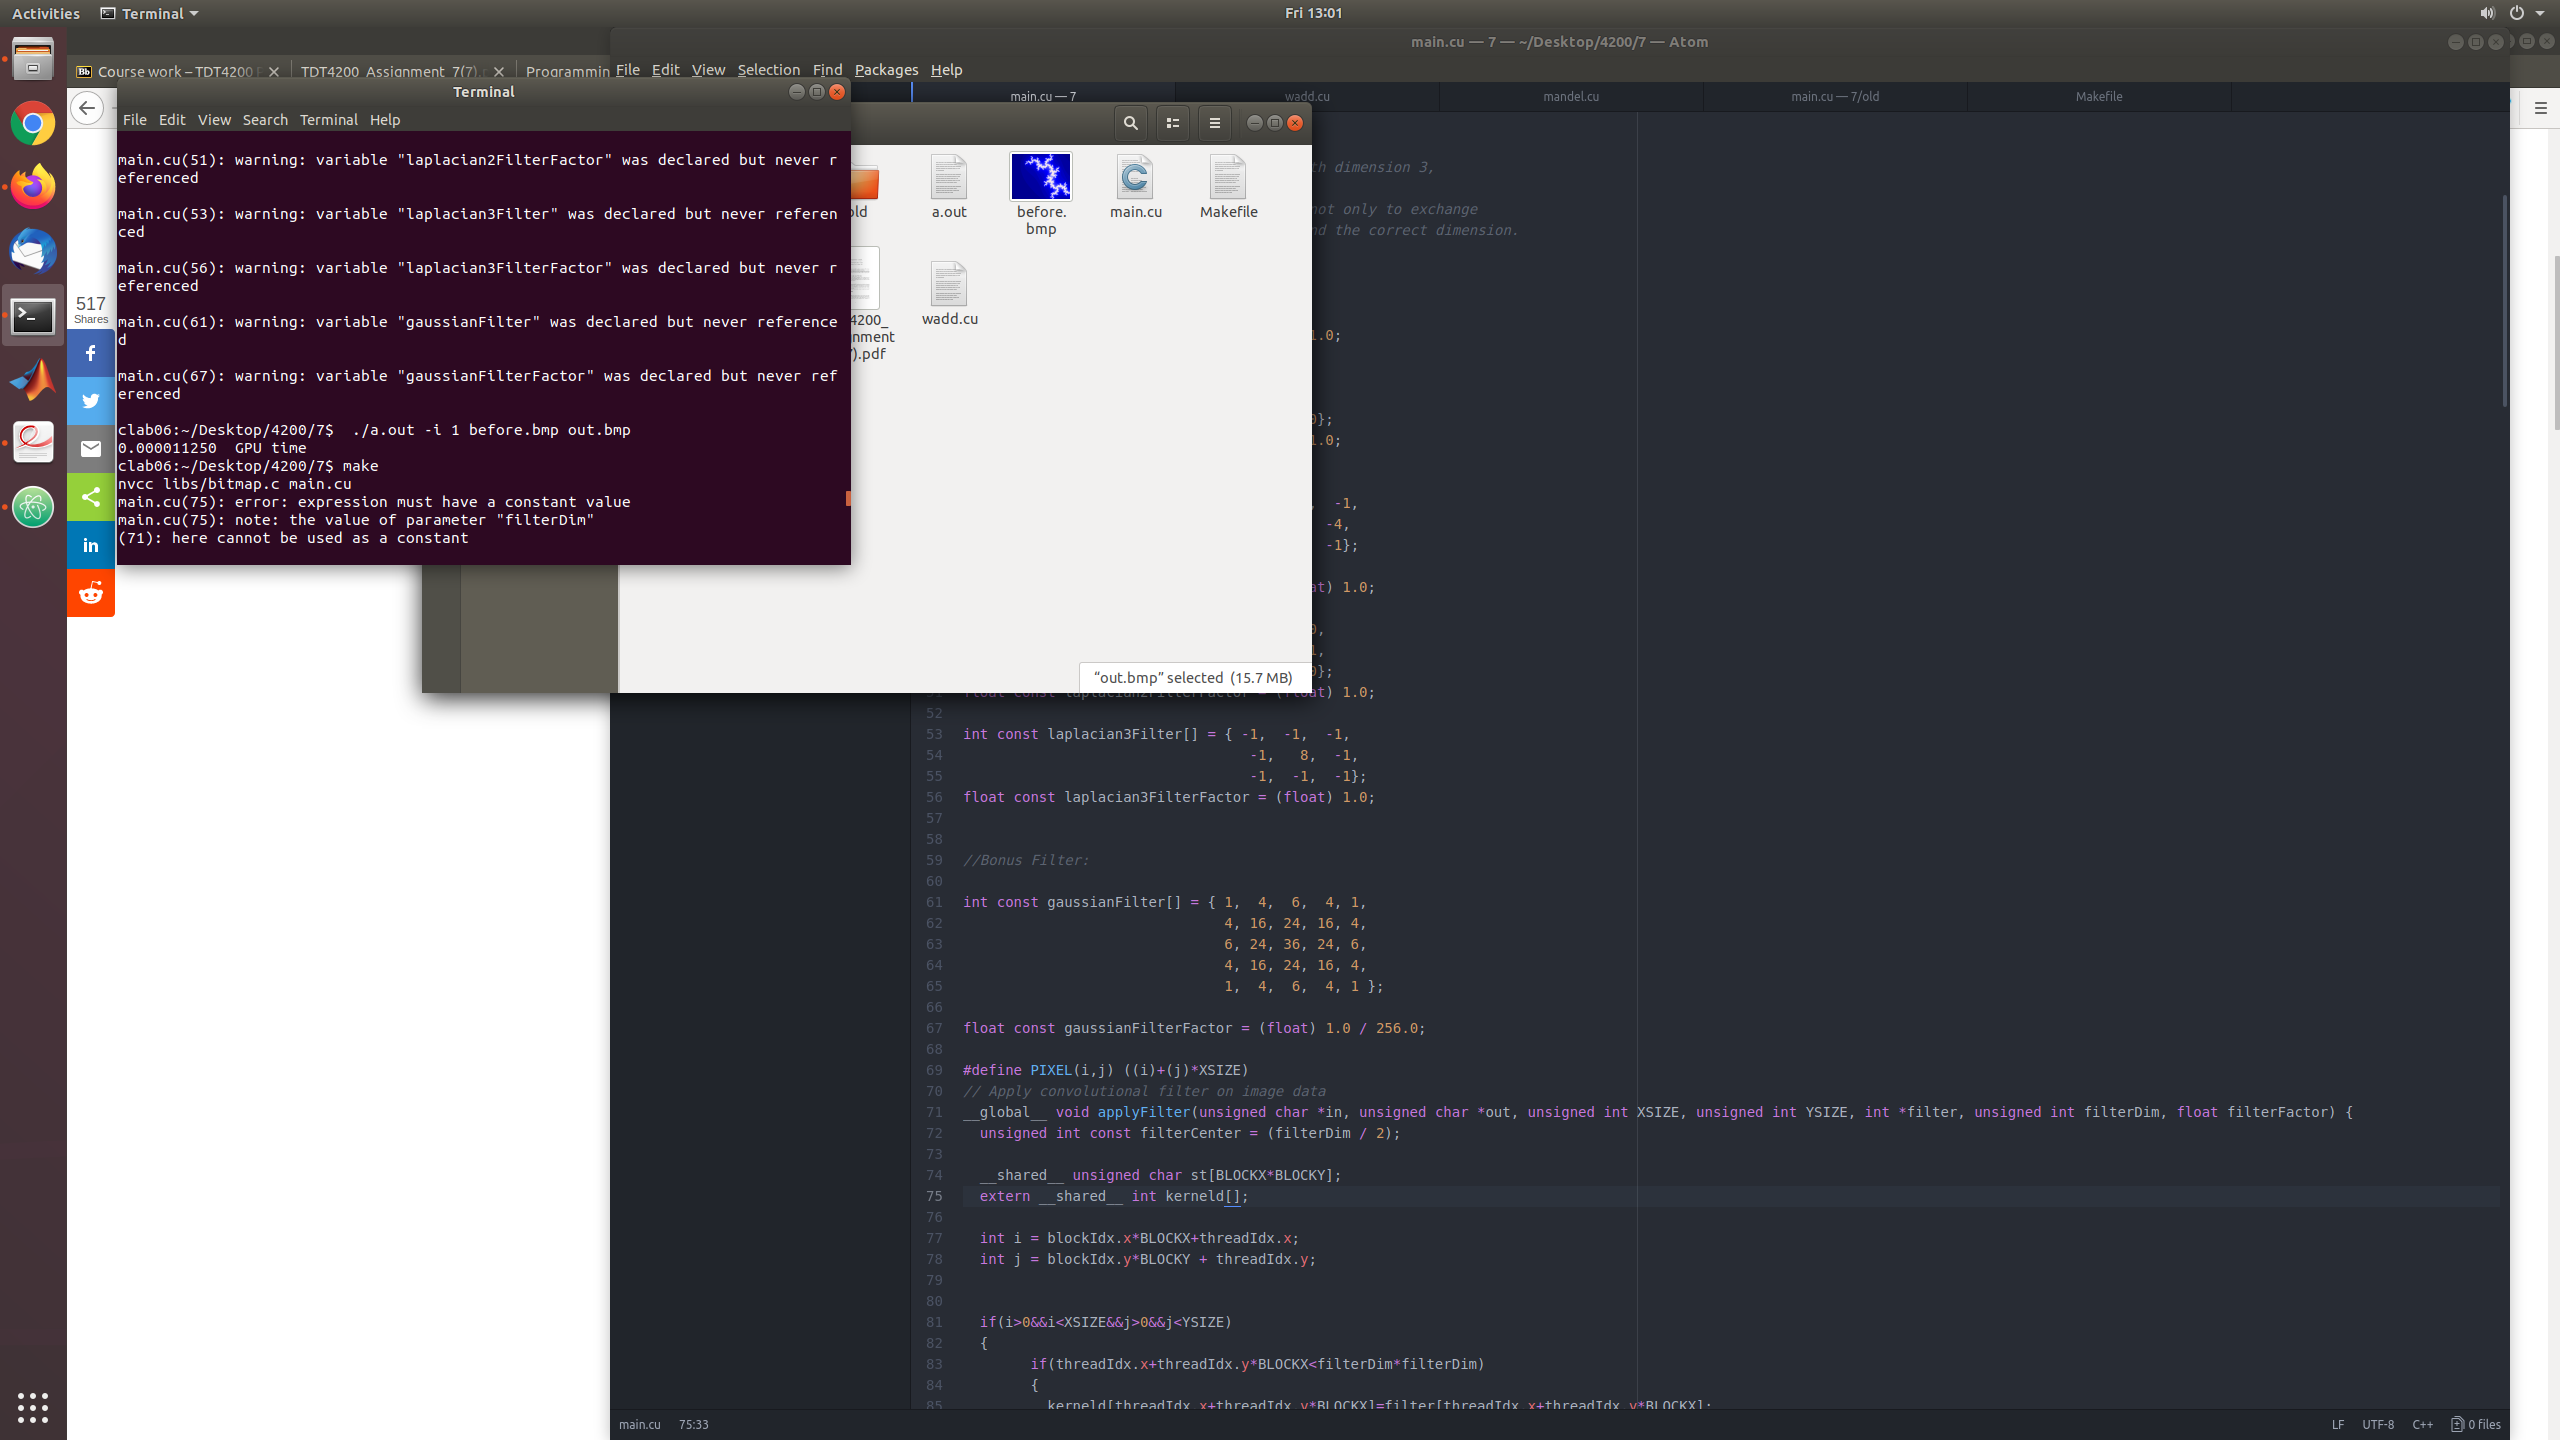 Activities
Terminal
Fri 13:01
main.cu — 7 — ~/Desktop/4200/7 — Atom
Course work – TDT4200
TDT4200_Assignment_7(7).
Programmin
File Edit View Selection Find Packages Help
main.cu — 7
wadd.cu
mandel.cu
main.cu — 7/old
Makefile
Terminal
File Edit View Search Terminal Help
main.cu(51): warning: variable "laplacian2FilterFactor" was declared but never r
eferenced
main.cu(53): warning: variable "laplacian3Filter" was declared but never referen
ced
main.cu(56): warning: variable "laplacian3FilterFactor" was declared but never r
eferenced
main.cu(61): warning: variable "gaussianFilter" was declared but never reference
d
main.cu(67): warning: variable "gaussianFilterFactor" was declared but never ref
erenced
clab06:~/Desktop/4200/7$  ./a.out -i 1 before.bmp out.bmp
0.000011250  GPU time
clab06:~/Desktop/4200/7$ make
nvcc libs/bitmap.c main.cu
main.cu(75): error: expression must have a constant value
main.cu(75): note: the value of parameter "filterDim"
(71): here cannot be used as a constant
517
Shares
a.out
before.
bmp
main.cu
Makefile
4200_
nment
).pdf
wadd.cu
“out.bmp” selected (15.7 MB)
th dimension 3,
not only to exchange
nd the correct dimension.
1.0;
0};
1.0;
-1,
-4,
-1};
at) 1.0;
0};
float const laplacian2FilterFactor = (float) 1.0;
52
53 int const laplacian3Filter[] = { -1,  -1,  -1,
54 -1,   8,  -1,
55 -1,  -1,  -1};
56 float const laplacian3FilterFactor = (float) 1.0;
57
58
59 //Bonus Filter:
60
61 int const gaussianFilter[] = { 1,  4,  6,  4, 1,
62 4, 16, 24, 16, 4,
63 6, 24, 36, 24, 6,
64 4, 16, 24, 16, 4,
65 1,  4,  6,  4, 1 };
66
67 float const gaussianFilterFactor = (float) 1.0 / 256.0;
68
69 #define PIXEL(i,j) ((i)+(j)*XSIZE)
70 // Apply convolutional filter on image data
71 __global__ void applyFilter(unsigned char *in, unsigned char *out, unsigned int XSIZE, unsigned int YSIZE, int *filter, unsigned int filterDim, float filterFactor) {
72 unsigned int const filterCenter = (filterDim / 2);
73
74 __shared__ unsigned char st[BLOCKX*BLOCKY];
75 extern __shared__ int kerneld[];
76
77 int i = blockIdx.x*BLOCKX+threadIdx.x;
78 int j = blockIdx.y*BLOCKY + threadIdx.y;
79
80
81 if(i>0&&i<XSIZE&&j>0&&j<YSIZE)
82 {
83 if(threadIdx.x+threadIdx.y*BLOCKX<filterDim*filterDim)
84 {
85 kerneld[threadIdx.x+threadIdx.y*BLOCKX]=filter[threadIdx.x+threadIdx.y*BLOCKX];
main.cu 75:33
LF UTF-8 C++ 0 files